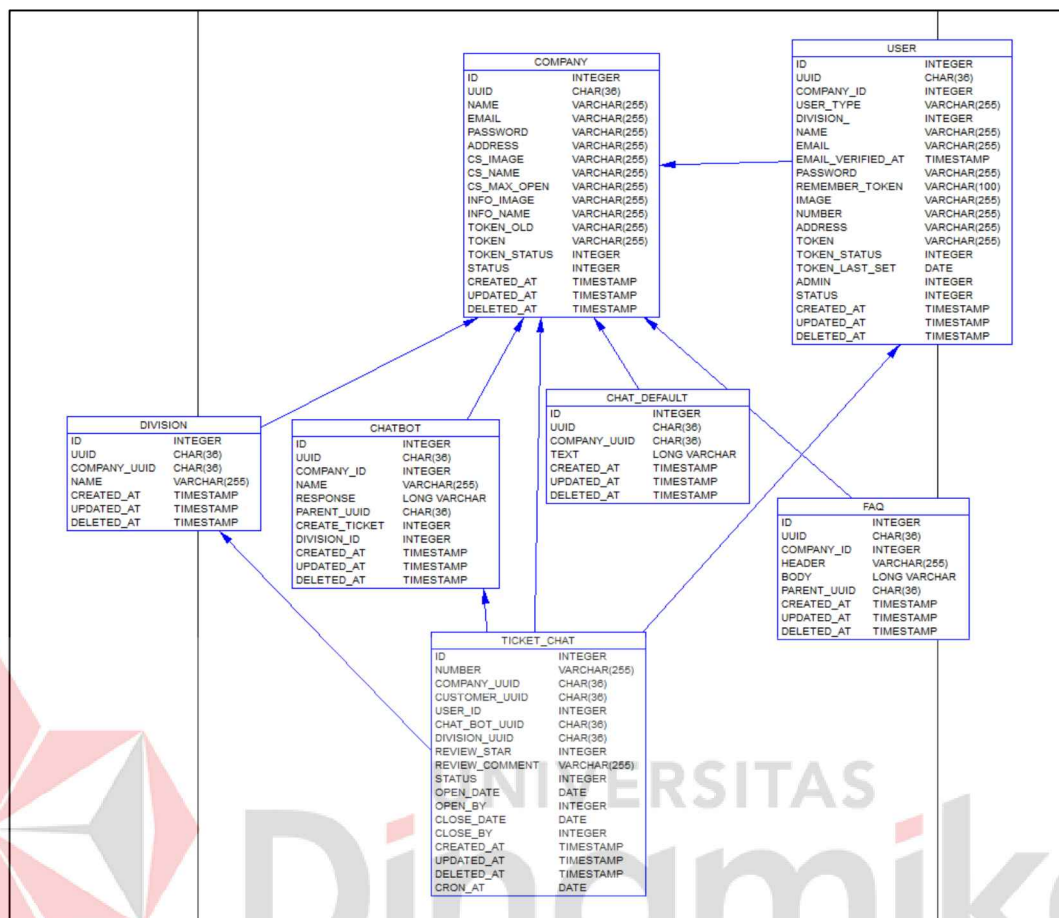 COMPANY
ID INTEGER
UUID CHAR(36)
NAME VARCHAR(255)
EMAIL VARCHAR(255)
PASSWORD VARCHAR(255)
ADDRESS VARCHAR(255)
CS_IMAGE VARCHAR(255)
CS_NAME VARCHAR(255)
CS_MAX_OPEN VARCHAR(255)
INFO_IMAGE VARCHAR(255)
INFO_NAME VARCHAR(255)
TOKEN_OLD VARCHAR(255)
TOKEN VARCHAR(255)
TOKEN_STATUS INTEGER
STATUS INTEGER
CREATED_AT TIMESTAMP
UPDATED_AT TIMESTAMP
DELETED_AT TIMESTAMP
USER
ID INTEGER
UUID CHAR(36)
COMPANY_ID INTEGER
USER_TYPE VARCHAR(255)
DIVISION_ INTEGER
NAME VARCHAR(255)
EMAIL VARCHAR(255)
EMAIL_VERIFIED_AT TIMESTAMP
PASSWORD VARCHAR(255)
REMEMBER_TOKEN VARCHAR(100)
IMAGE VARCHAR(255)
NUMBER VARCHAR(255)
ADDRESS VARCHAR(255)
TOKEN VARCHAR(255)
TOKEN_STATUS INTEGER
TOKEN_LAST_SET DATE
ADMIN INTEGER
STATUS INTEGER
CREATED_AT TIMESTAMP
UPDATED_AT TIMESTAMP
DELETED_AT TIMESTAMP
DIVISION
ID INTEGER
UUID CHAR(36)
COMPANY_UUID CHAR(36)
NAME VARCHAR(255)
CREATED_AT TIMESTAMP
UPDATED_AT TIMESTAMP
DELETED_AT TIMESTAMP
CHATBOT
ID INTEGER
UUID CHAR(36)
COMPANY_ID INTEGER
NAME VARCHAR(255)
RESPONSE LONG VARCHAR
PARENT_UUID CHAR(36)
CREATE_TICKET INTEGER
DIVISION_ID INTEGER
CREATED_AT TIMESTAMP
UPDATED_AT TIMESTAMP
DELETED_AT TIMESTAMP
CHAT_DEFAULT
ID INTEGER
UUID CHAR(36)
COMPANY_UUID CHAR(36)
TEXT LONG VARCHAR
CREATED_AT TIMESTAMP
UPDATED_AT TIMESTAMP
DELETED_AT TIMESTAMP
FAQ
ID INTEGER
UUID CHAR(36)
COMPANY_ID INTEGER
HEADER VARCHAR(255)
BODY LONG VARCHAR
PARENT_UUID CHAR(36)
CREATED_AT TIMESTAMP
UPDATED_AT TIMESTAMP
DELETED_AT TIMESTAMP
TICKET_CHAT
ID INTEGER
NUMBER VARCHAR(255)
COMPANY_UUID CHAR(36)
CUSTOMER_UUID CHAR(36)
USER_ID INTEGER
CHAT_BOT_UUID CHAR(36)
DIVISION_UUID CHAR(36)
REVIEW_STAR INTEGER
REVIEW_COMMENT VARCHAR(255)
STATUS INTEGER
OPEN_DATE DATE
OPEN_BY INTEGER
CLOSE_DATE DATE
CLOSE_BY INTEGER
CREATED_AT TIMESTAMP
UPDATED_AT TIMESTAMP
DELETED_AT TIMESTAMP
CRON_AT DATE
UNIVERSITAS
Dinamika